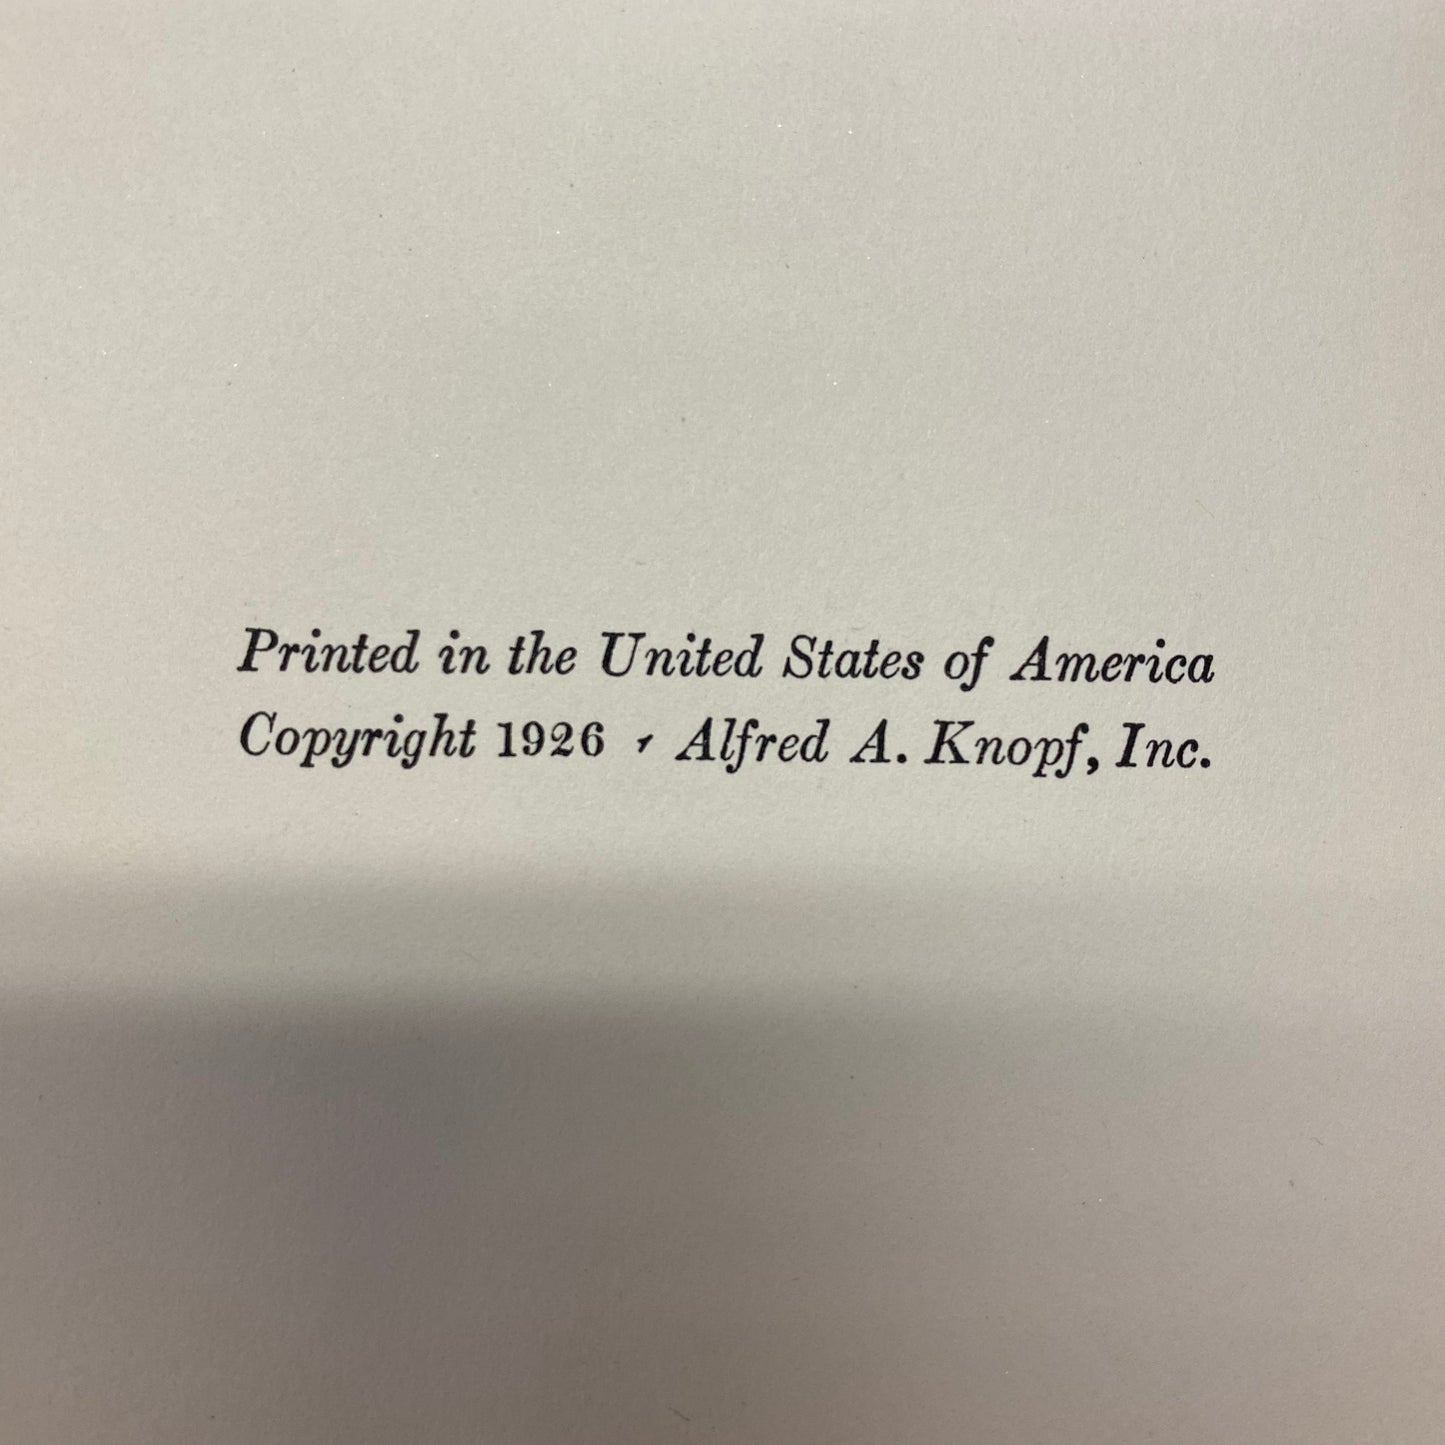 Printed in the United States of America
Copyright 1926 · Alfred A. Knopf, Inc.